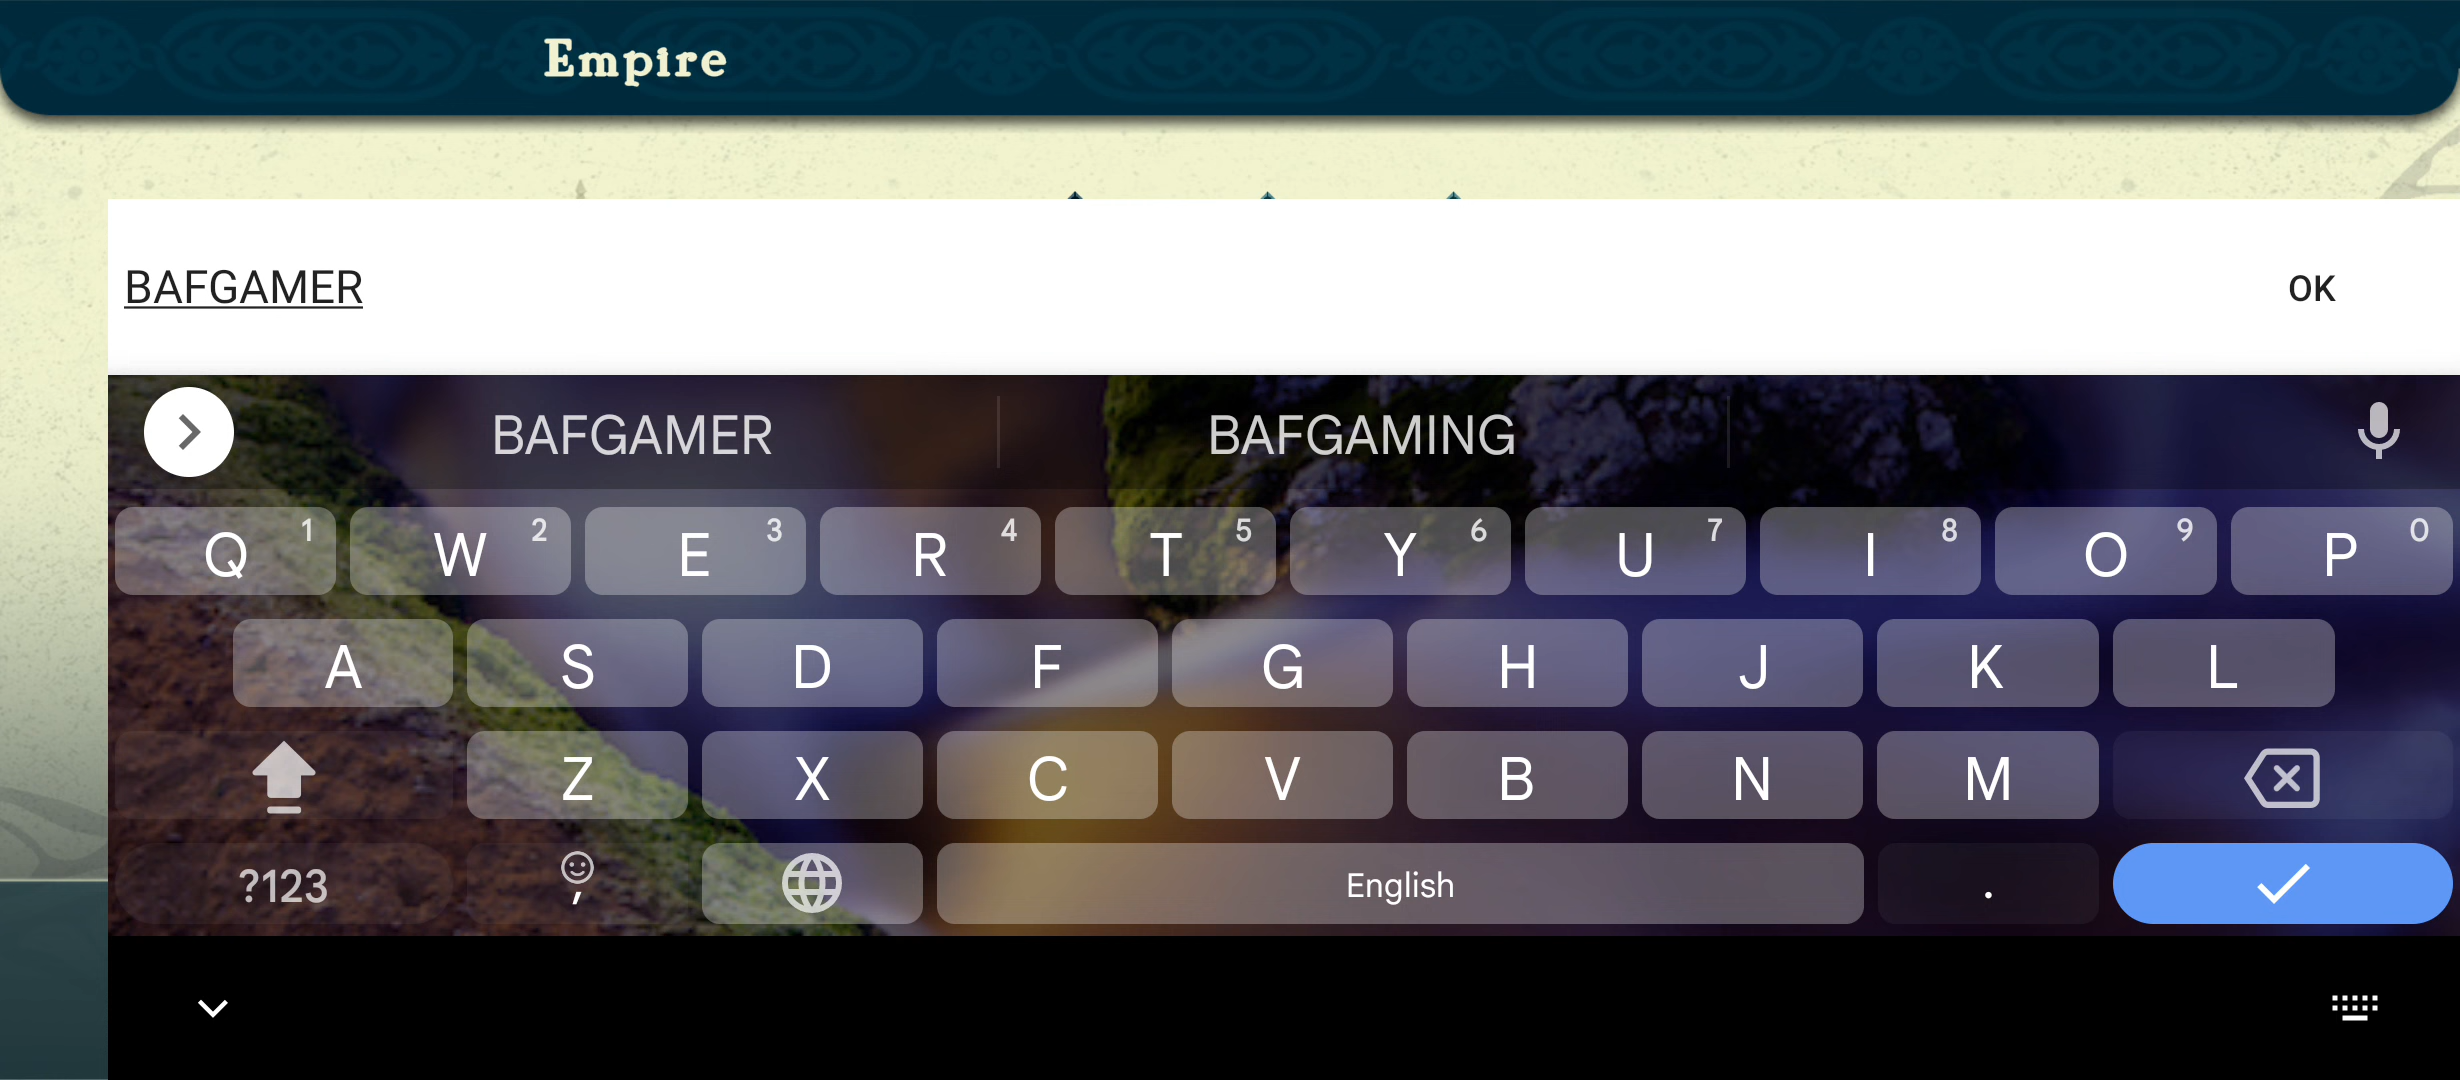 Empire
BAFGAMER OK
BAFGAMER BAFGAMING
Q 1 W 2 E 3 R 4 T 5 Y 6 U 7 I 8 O 9 P 0
A S D F G H J K L
Z X C V B N M
?123 , English .